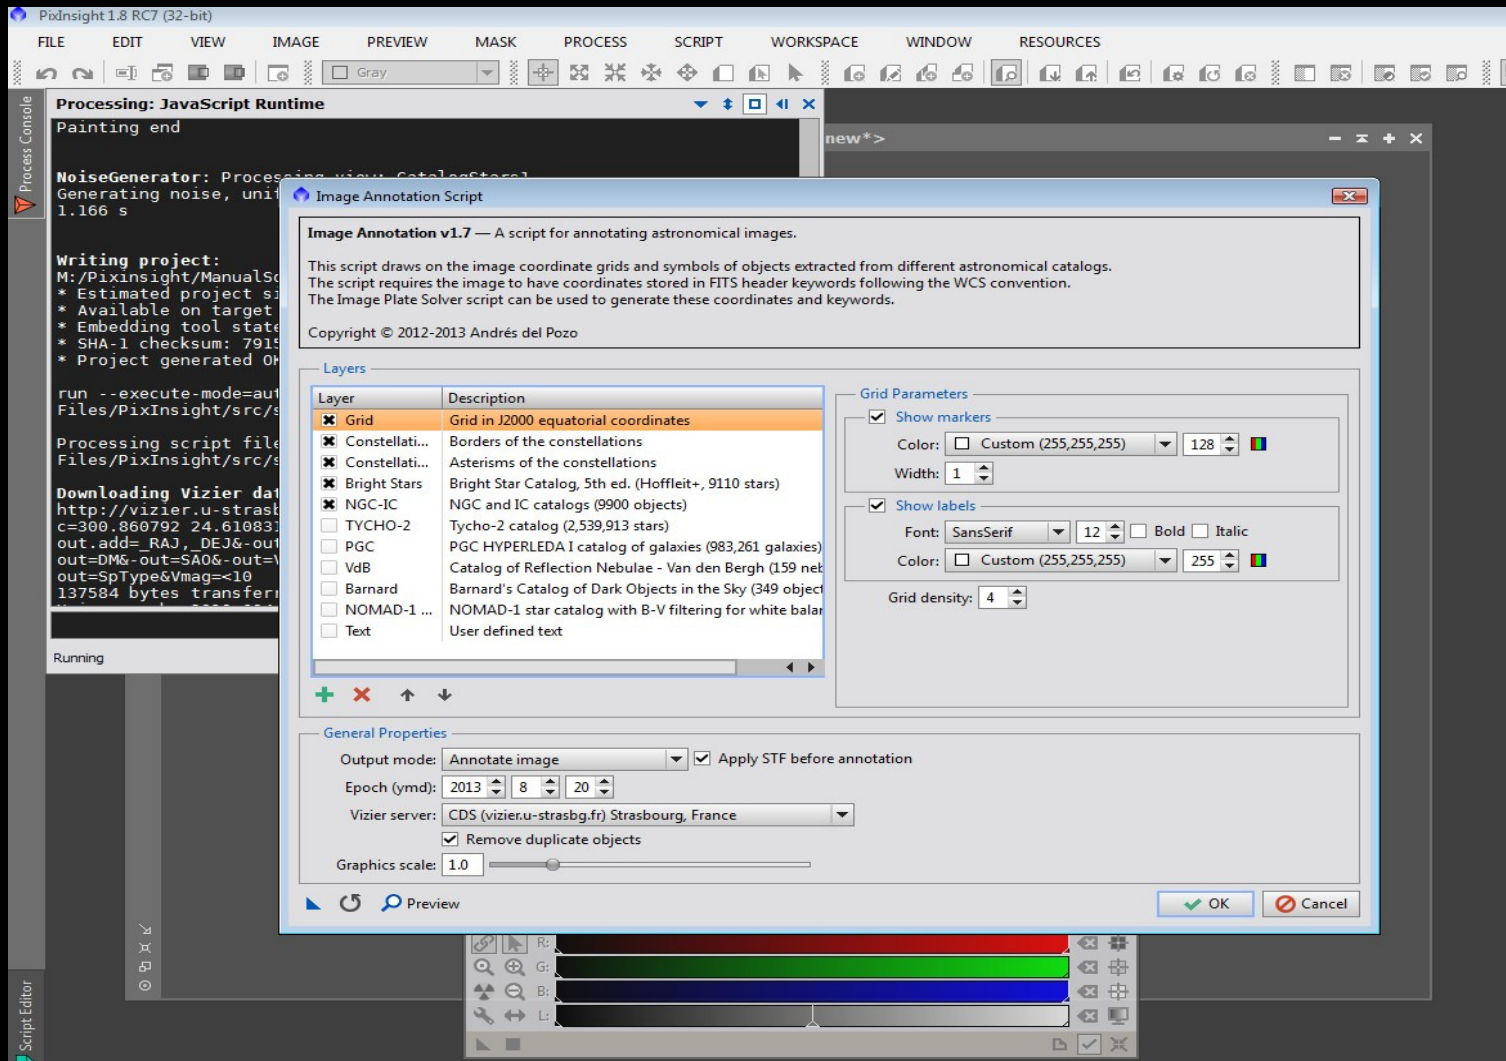 PixInsight 1.8 RC7 (32-bit)
FILE EDIT VIEW IMAGE PREVIEW MASK PROCESS SCRIPT WORKSPACE WINDOW RESOURCES
Gray
Process Console
Processing: JavaScript Runtime
Painting end
NoiseGenerator: Processing view: CatalogStars1
Generating noise, unif
1.166 s
Writing project:
M:/Pixinsight/ManualSc
* Estimated project si
* Available on target
* Embedding tool state
* SHA-1 checksum: 7915
* Project generated OK
run --execute-mode=aut
Files/PixInsight/src/s
Processing script file
Files/PixInsight/src/s
Downloading Vizier dat
http://vizier.u-strasb
c=300.860792 24.610831
out.add=_RAJ,_DEJ&-out
out=DM&-out=SAO&-out=V
out=SpType&Vmag=<10
137584 bytes transferr
Running
Script Editor
new*>
Image Annotation Script
Image Annotation v1.7 — A script for annotating astronomical images.
This script draws on the image coordinate grids and symbols of objects extracted from different astronomical catalogs.
The script requires the image to have coordinates stored in FITS header keywords following the WCS convention.
The Image Plate Solver script can be used to generate these coordinates and keywords.
Copyright © 2012-2013 Andrés del Pozo
Layers
Layer Description
Grid Grid in J2000 equatorial coordinates
Constellati... Borders of the constellations
Constellati... Asterisms of the constellations
Bright Stars Bright Star Catalog, 5th ed. (Hoffleit+, 9110 stars)
NGC-IC NGC and IC catalogs (9900 objects)
TYCHO-2 Tycho-2 catalog (2,539,913 stars)
PGC PGC HYPERLEDA I catalog of galaxies (983,261 galaxies)
VdB Catalog of Reflection Nebulae - Van den Bergh (159 neb
Barnard Barnard's Catalog of Dark Objects in the Sky (349 object
NOMAD-1 ... NOMAD-1 star catalog with B-V filtering for white balan
Text User defined text
Grid Parameters
Show markers
Color: Custom (255,255,255) 128
Width: 1
Show labels
Font: SansSerif 12 Bold Italic
Color: Custom (255,255,255) 255
Grid density: 4
General Properties
Output mode: Annotate image Apply STF before annotation
Epoch (ymd): 2013 8 20
Vizier server: CDS (vizier.u-strasbg.fr) Strasbourg, France
Remove duplicate objects
Graphics scale: 1.0
Preview OK Cancel
R:
G:
B:
L: